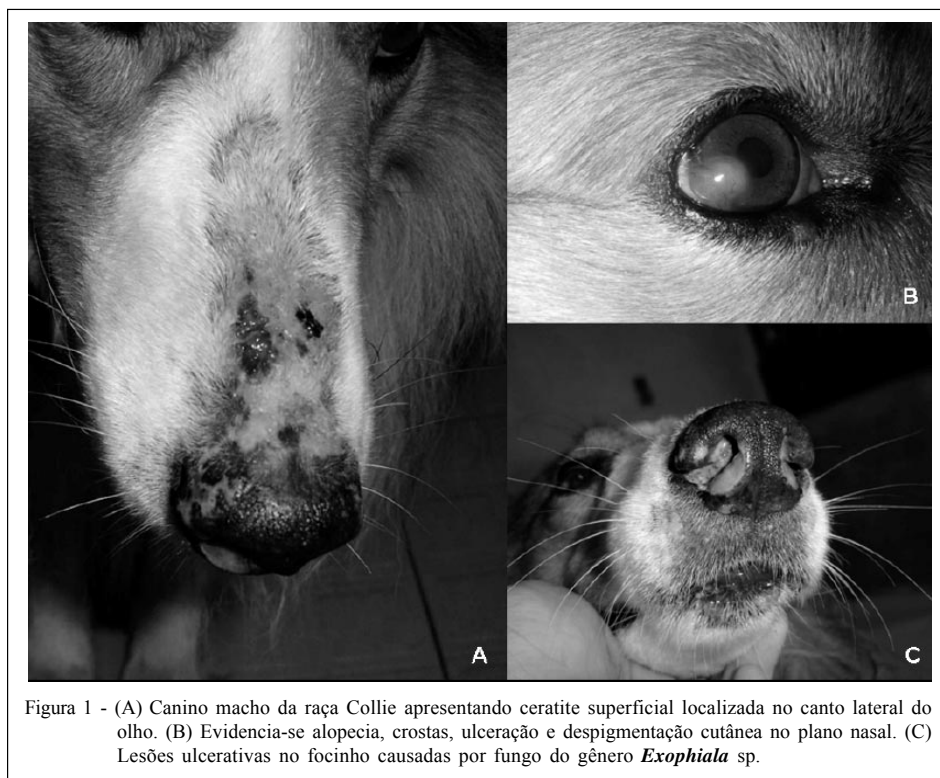 A
B
C
Figura 1 - (A) Canino macho da raça Collie apresentando ceratite superficial localizada no canto lateral do
olho. (B) Evidencia-se alopecia, crostas, ulceração e despigmentação cutânea no plano nasal. (C)
Lesões ulcerativas no focinho causadas por fungo do gênero Exophiala sp.